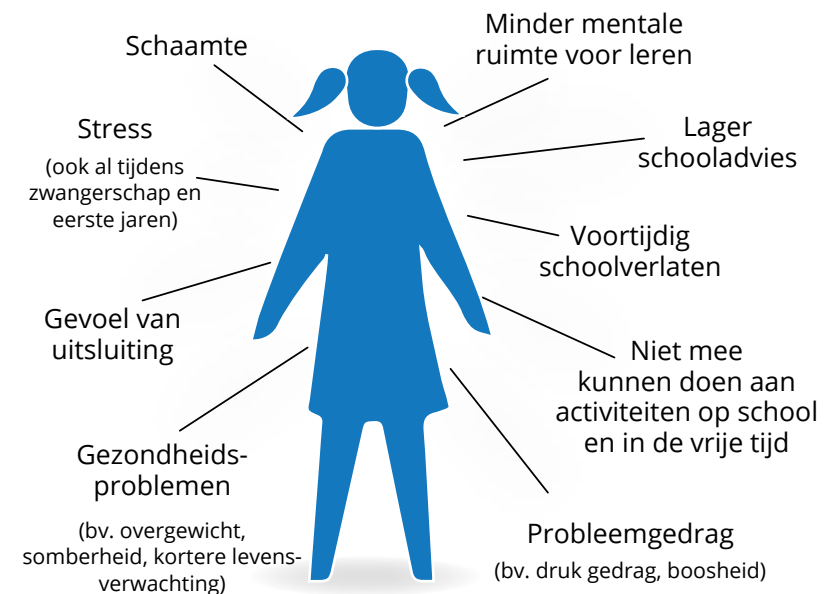 Schaamte
Stress
(ook al tijdens
zwangerschap en
eerste jaren)
Gevoel van
uitsluiting
Gezondheids-
problemen
(bv. overgewicht,
somberheid, kortere levens-
verwachting)
Minder mentale
ruimte voor leren
Lager
schooladvies
Voortijdig
schoolverlaten
Niet mee
kunnen doen aan
activiteiten op school
en in de vrije tijd
Probleemgedrag
(bv. druk gedrag, boosheid)